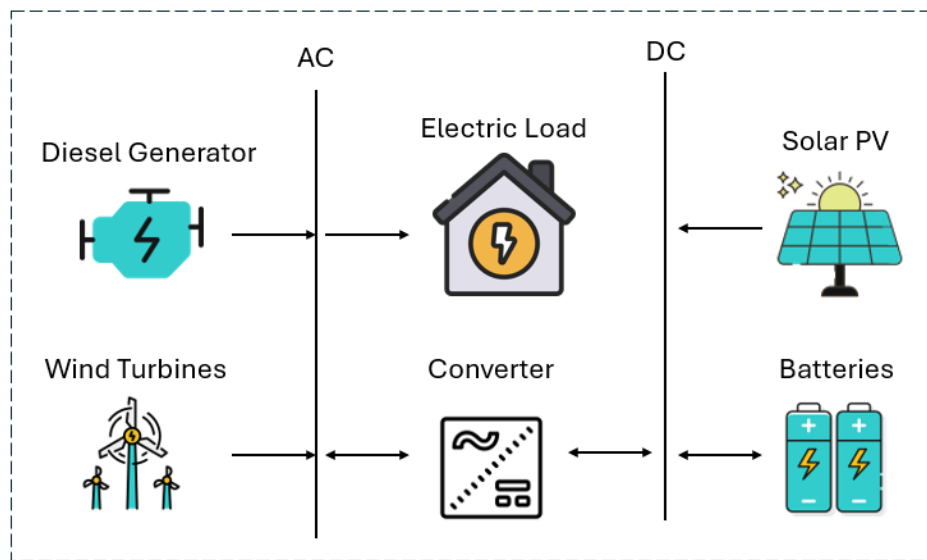 AC
DC
Diesel Generator
Electric Load
Solar PV
Wind Turbines
Converter
Batteries